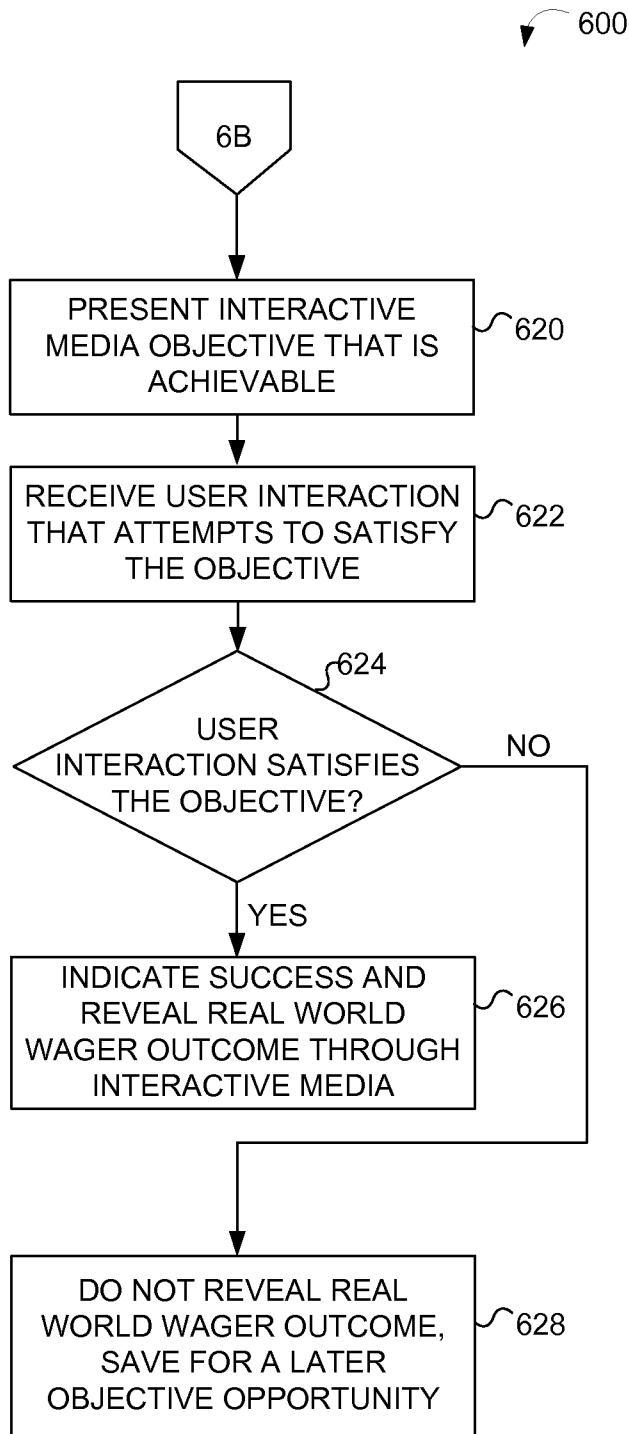 600
6B
PRESENT INTERACTIVE
MEDIA OBJECTIVE THAT IS
ACHIEVABLE
620
RECEIVE USER INTERACTION
THAT ATTEMPTS TO SATISFY
THE OBJECTIVE
622
624
USER
INTERACTION SATISFIES
THE OBJECTIVE?
NO
YES
INDICATE SUCCESS AND
REVEAL REAL WORLD
WAGER OUTCOME THROUGH
INTERACTIVE MEDIA
626
DO NOT REVEAL REAL
WORLD WAGER OUTCOME,
SAVE FOR A LATER
OBJECTIVE OPPORTUNITY
628